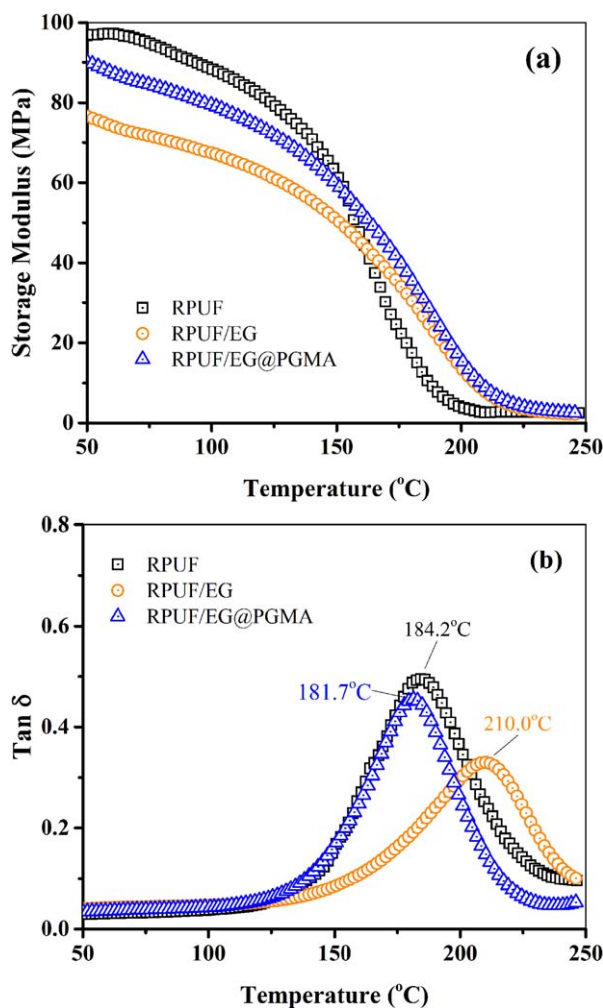 100
(a)
80
60
40
20
0
Storage Modulus (MPa)
RPUF
RPUF/EG
RPUF/EG@PGMA
50 100 150 200 250
Temperature (°C)
0.8
(b)
0.6
0.4
0.2
0.0
Tan δ
RPUF
RPUF/EG
RPUF/EG@PGMA
184.2°C
181.7°C
210.0°C
50 100 150 200 250
Temperature (°C)